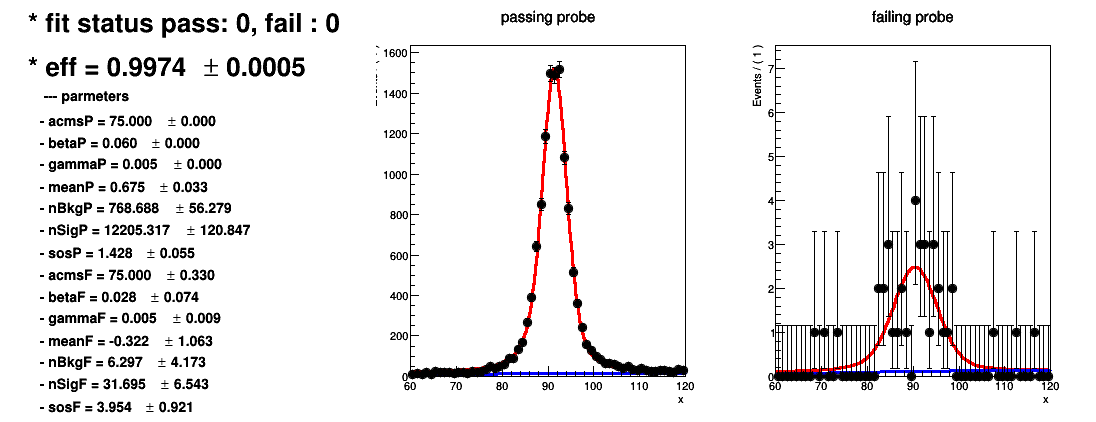 * fit status pass: 0, fail : 0
* eff = 0.9974 ± 0.0005
--- parmeters
- acmsP = 75.000 ± 0.000
- betaP = 0.060 ± 0.000
- gammaP = 0.005 ± 0.000
- meanP = 0.675 ± 0.033
- nBkgP = 768.688 ± 56.279
- nSigP = 12205.317 ± 120.847
- sosP = 1.428 ± 0.055
- acmsF = 75.000 ± 0.330
- betaF = 0.028 ± 0.074
- gammaF = 0.005 ± 0.009
- meanF = -0.322 ± 1.063
- nBkgF = 6.297 ± 4.173
- nSigF = 31.695 ± 6.543
- sosF = 3.954 ± 0.921
passing probe
1600
1400
1200
1000
800
600
400
200
0
60 70 80 90 100 110 120
x
failing probe
Events / ( 1 )
7
6
5
4
3
2
1
0
60 70 80 90 100 110 120
x